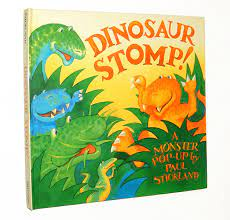 DINOSAUR
STOMP!
A
MONSTER
POP-UP by
PAUL STICKLAND